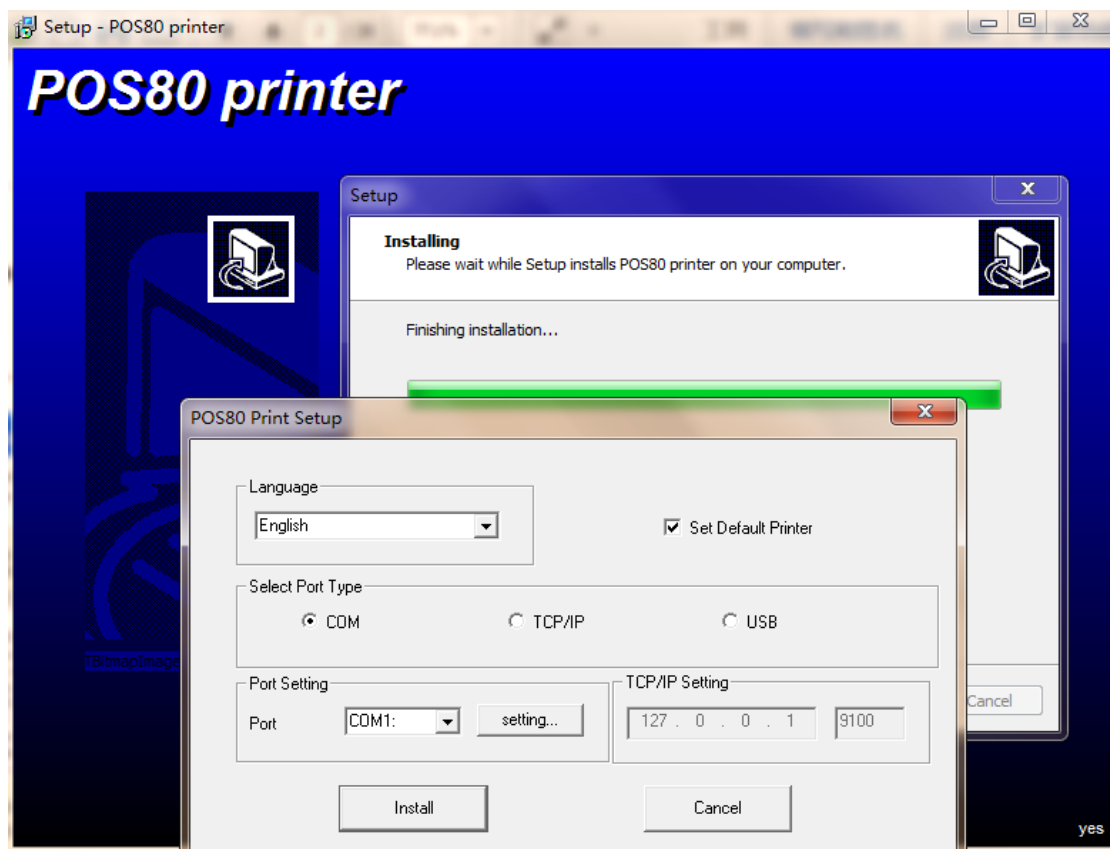 Setup - POS80 printer
POS80 printer
Setup
Installing
Please wait while Setup installs POS80 printer on your computer.
Finishing installation...
POS80 Print Setup
Language
English
Set Default Printer
Select Port Type
COM
TCP/IP
USB
Port Setting
Port
COM1:
setting...
TCP/IP Setting
127 . 0 . 0 . 1
9100
Cancel
Install
Cancel
yes